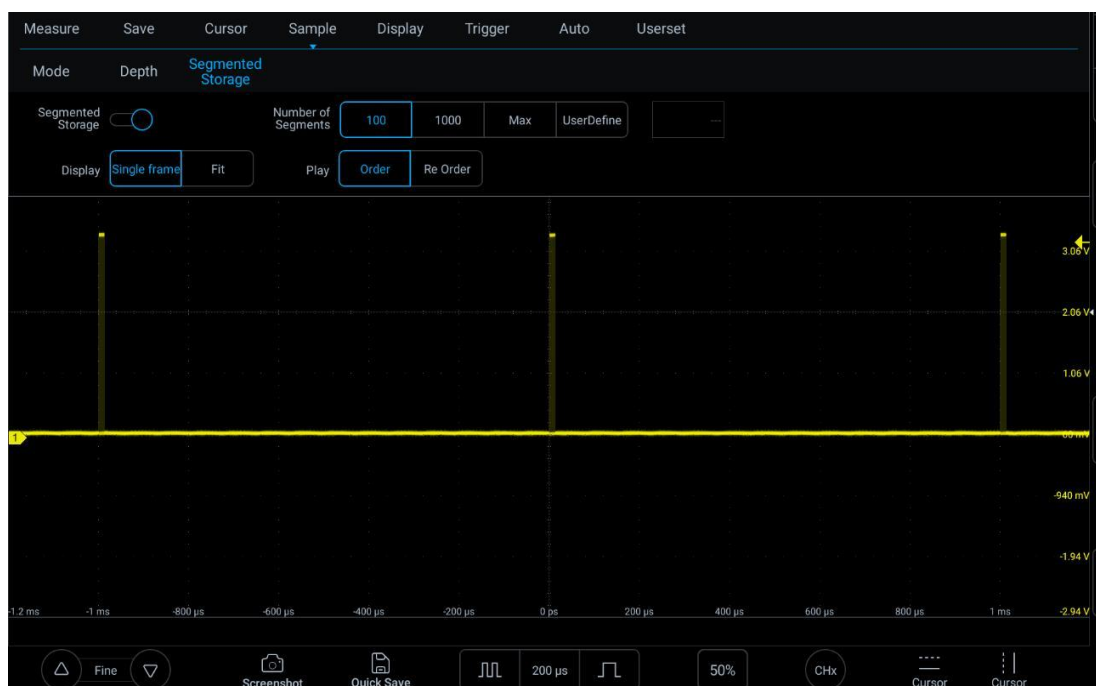 Measure Save Cursor Sample Display Trigger Auto Userset
Mode Depth Segmented Storage
Segmented Storage Number of Segments 100 1000 Max UserDefine ---
Display Single frame Fit Play Order Re Order
3.06 V
2.06 V
1.06 V
1
60 mV
-940 mV
-1.94 V
-1.2 ms -1 ms -800 µs -600 µs -400 µs -200 µs 0 ps 200 µs 400 µs 600 µs 800 µs 1 ms -2.94 V
Fine 200 µs 50% CHx
Screenshot Quick Save Cursor Cursor